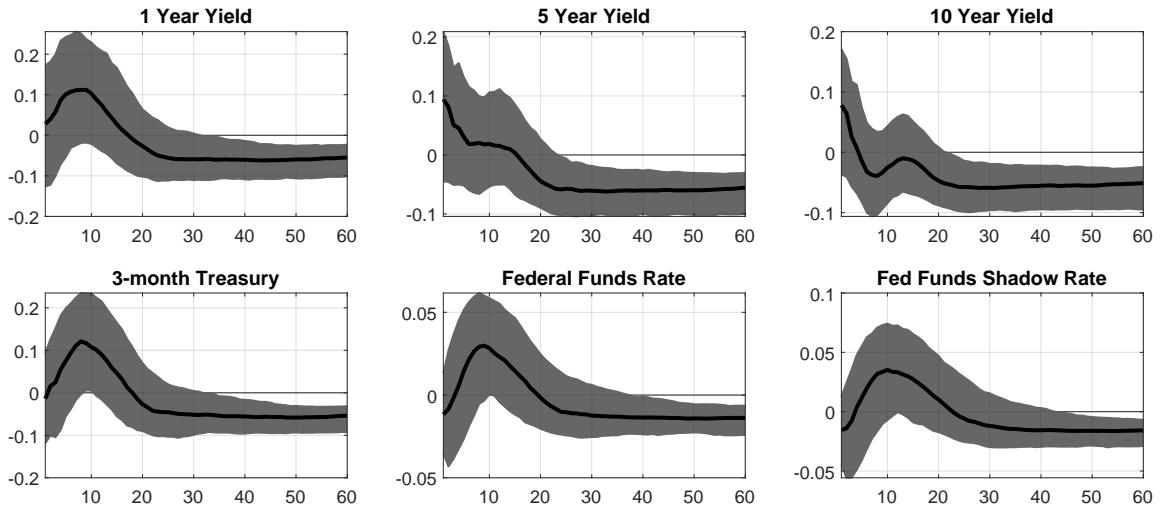 1 Year Yield
0.2
0.1
0
-0.1
-0.2
10 20 30 40 50 60
5 Year Yield
0.2
0.1
0
-0.1
10 20 30 40 50 60
10 Year Yield
0.2
0.1
0
-0.1
10 20 30 40 50 60
3-month Treasury
0.2
0.1
0
-0.1
-0.2
10 20 30 40 50 60
Federal Funds Rate
0.05
0
-0.05
10 20 30 40 50 60
Fed Funds Shadow Rate
0.1
0.05
0
-0.05
10 20 30 40 50 60